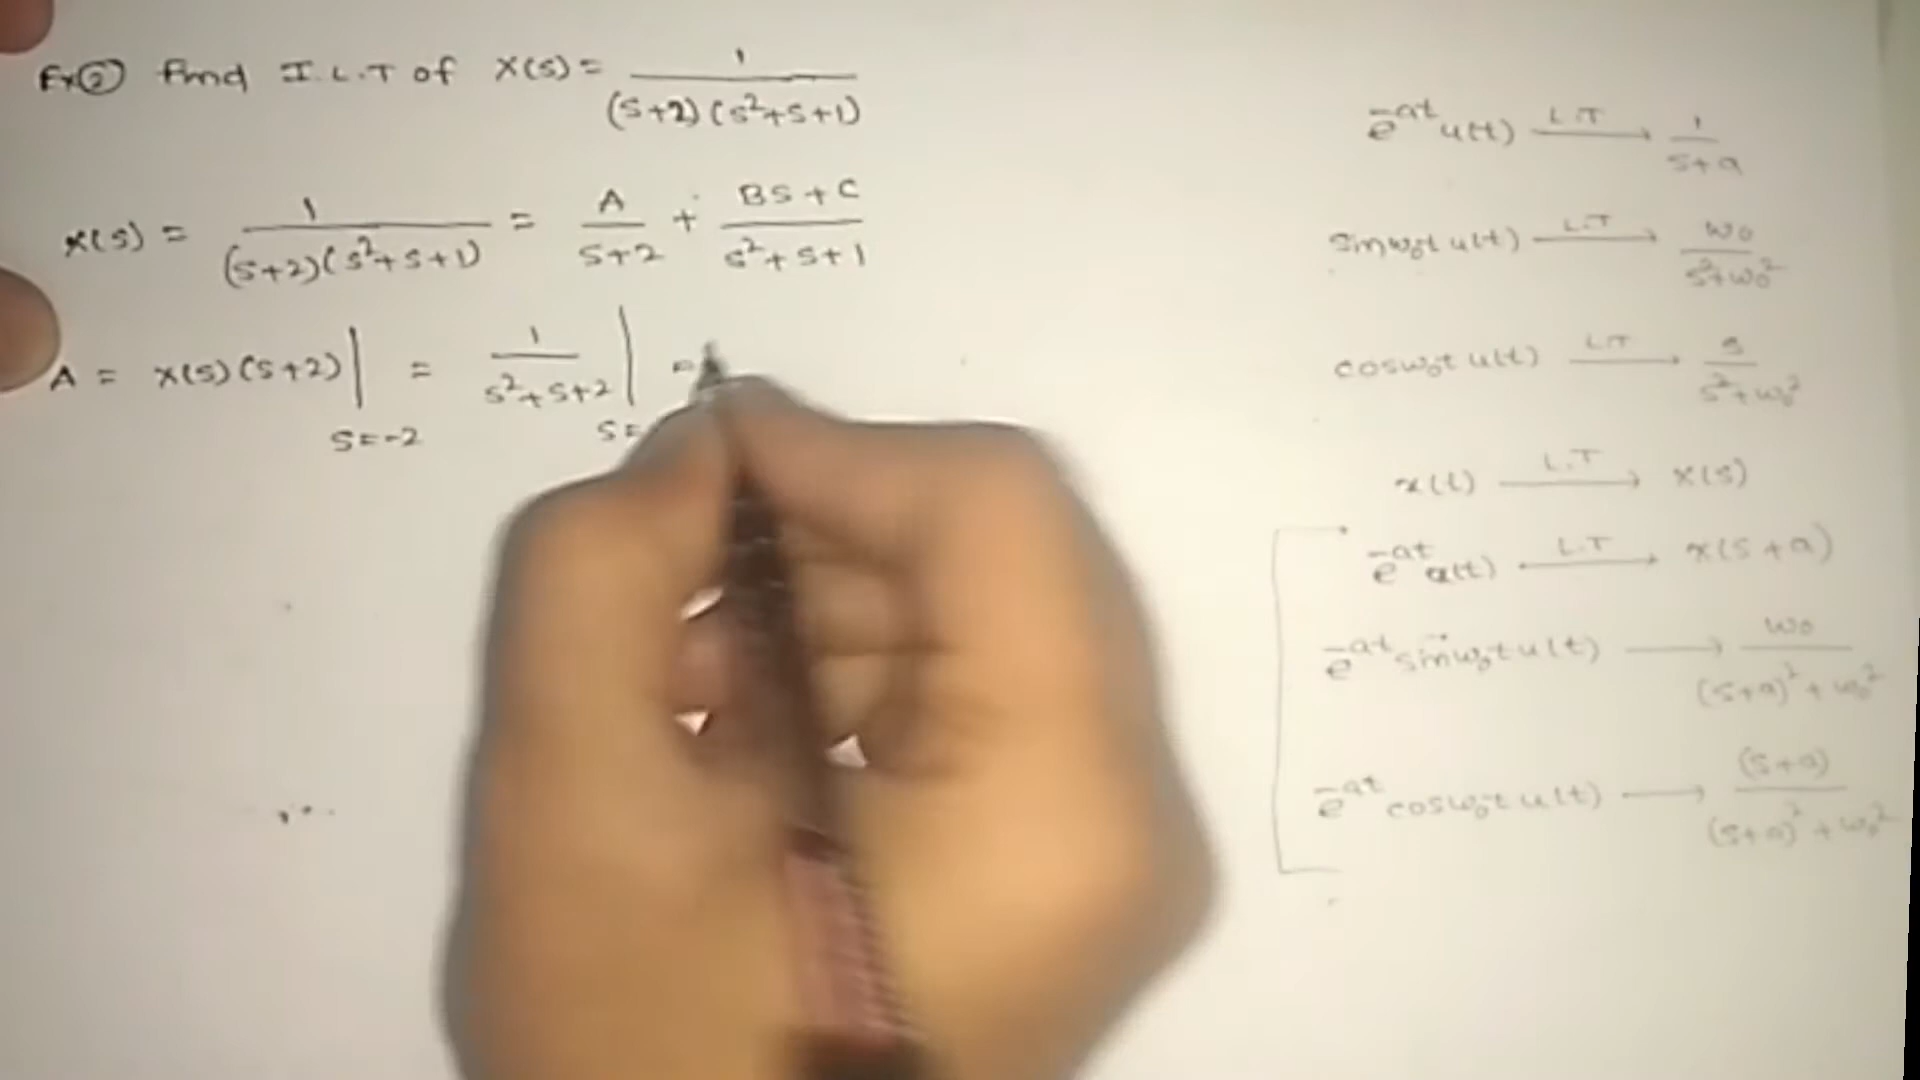 Ex② Find I.L.T of X(s) = 1 / (s+2)(s²+s+1)
X(s) = 1 / (s+2)(s²+s+1) = A / s+2 + Bs+C / s²+s+1
A = X(s)(s+2)| s=-2 = 1 / s²+s+2 | s= =
e^-at u(t) L.T → 1 / s+a
sinω₀t u(t) L.T → ω₀ / s²+ω₀²
cosω₀t u(t) L.T → s / s²+ω₀²
x(t) L.T → X(s)
e^-at x(t) L.T → X(s+a)
e^-at sinω₀t u(t) → ω₀ / (s+a)²+ω₀²
e^-at cosω₀t u(t) → (s+a) / (s+a)²+ω₀²